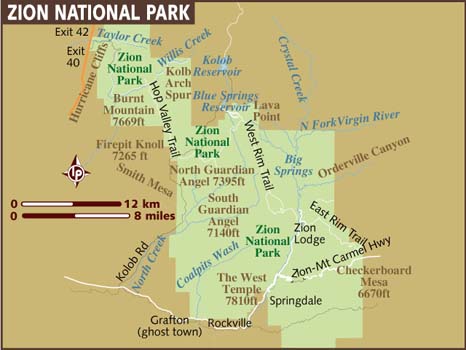 ZION NATIONAL PARK
Exit 42
Taylor Creek
Willis Creek
Exit
40
Hurricane Cliffs
Zion
National
Park
Kolb
Arch
Spur
Kolob
Reservoir
Crystal Creek
Burnt
Mountain
7669ft
Hop Valley Trail
Blue Springs
Reservoir
Lava
Point
N ForkVirgin River
Firepit Knoll
7265 ft
Zion
National
Park
West Rim Trail
Big
Springs
Orderville Canyon
UP
Smith Mesa
North Guardian
Angel 7395ft
0 12 km
0 8 miles
South
Guardian
Angel
7140ft
East Rim Trail
Zion
National
Park
Zion
Lodge
Kolob Rd
North Creek
Coalpits Wash
Zion-Mt Carmel Hwy
The West
Temple
7810ft
Checkerboard
Mesa
6670ft
Springdale
Grafton
(ghost town)
Rockville